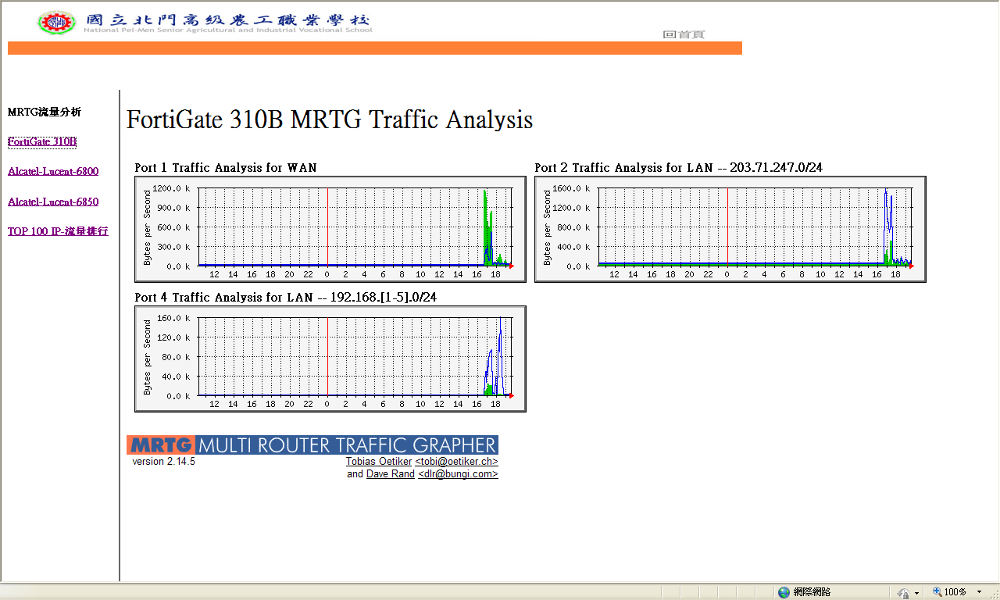 國立北門高級農工職業學校
National Pei-Men Senior Agricultural and Industrial Vocational School
回首頁
MRTG流量分析
FortiGate 310B
Alcatel-Lucent-6800
Alcatel-Lucent-6850
TOP 100 IP-流量排行
FortiGate 310B MRTG Traffic Analysis
Port 1 Traffic Analysis for WAN
Bytes per Second
1200.0 k
900.0 k
600.0 k
300.0 k
0.0 k
12 14 16 18 20 22 0 2 4 6 8 10 12 14 16 18
Port 2 Traffic Analysis for LAN -- 203.71.247.0/24
Bytes per Second
1600.0 k
1200.0 k
800.0 k
400.0 k
0.0 k
12 14 16 18 20 22 0 2 4 6 8 10 12 14 16 18
Port 4 Traffic Analysis for LAN -- 192.168.[1-5].0/24
Bytes per Second
160.0 k
120.0 k
80.0 k
40.0 k
0.0 k
12 14 16 18 20 22 0 2 4 6 8 10 12 14 16 18
MRTG MULTI ROUTER TRAFFIC GRAPHER
version 2.14.5 Tobias Oetiker <tobi@oetiker.ch>
and Dave Rand <dlr@bungi.com>
網際網路 100%